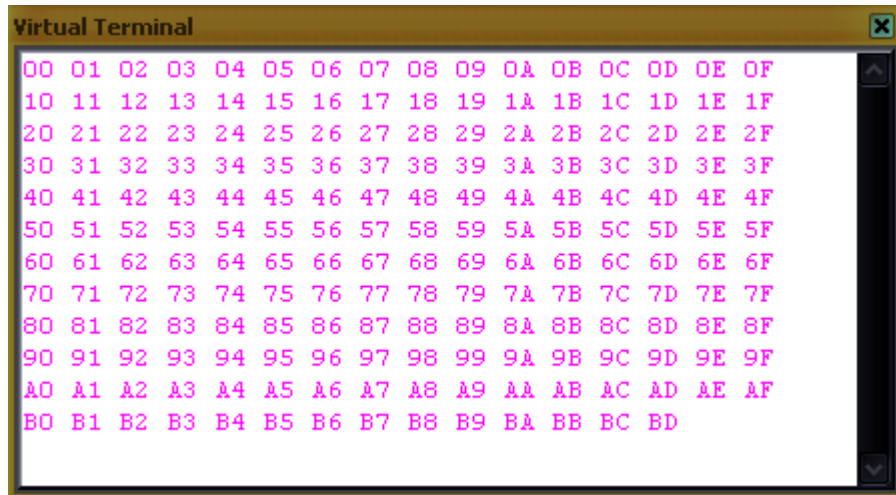 Virtual Terminal
00 01 02 03 04 05 06 07 08 09 0A 0B 0C 0D 0E 0F
10 11 12 13 14 15 16 17 18 19 1A 1B 1C 1D 1E 1F
20 21 22 23 24 25 26 27 28 29 2A 2B 2C 2D 2E 2F
30 31 32 33 34 35 36 37 38 39 3A 3B 3C 3D 3E 3F
40 41 42 43 44 45 46 47 48 49 4A 4B 4C 4D 4E 4F
50 51 52 53 54 55 56 57 58 59 5A 5B 5C 5D 5E 5F
60 61 62 63 64 65 66 67 68 69 6A 6B 6C 6D 6E 6F
70 71 72 73 74 75 76 77 78 79 7A 7B 7C 7D 7E 7F
80 81 82 83 84 85 86 87 88 89 8A 8B 8C 8D 8E 8F
90 91 92 93 94 95 96 97 98 99 9A 9B 9C 9D 9E 9F
A0 A1 A2 A3 A4 A5 A6 A7 A8 A9 AA AB AC AD AE AF
B0 B1 B2 B3 B4 B5 B6 B7 B8 B9 BA BB BC BD